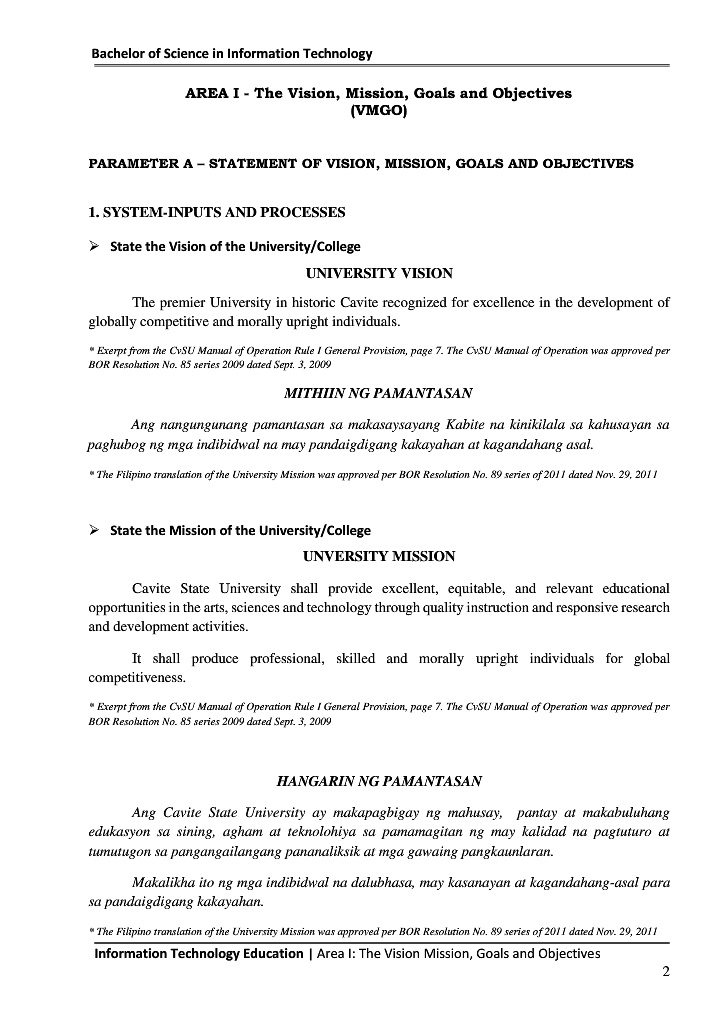 Bachelor of Science in Information Technology
AREA I - The Vision, Mission, Goals and Objectives
(VMGO)
PARAMETER A – STATEMENT OF VISION, MISSION, GOALS AND OBJECTIVES
1. SYSTEM-INPUTS AND PROCESSES
➢ State the Vision of the University/College
UNIVERSITY VISION
The premier University in historic Cavite recognized for excellence in the development of
globally competitive and morally upright individuals.
* Exerpt from the CvSU Manual of Operation Rule I General Provision, page 7. The CvSU Manual of Operation was approved per
BOR Resolution No. 85 series 2009 dated Sept. 3, 2009
MITHIIN NG PAMANTASAN
Ang nangungunang pamantasan sa makasaysayang Kabite na kinikilala sa kahusayan sa
paghubog ng mga indibidwal na may pandaigdigang kakayahan at kagandahang asal.
* The Filipino translation of the University Mission was approved per BOR Resolution No. 89 series of 2011 dated Nov. 29, 2011
➢ State the Mission of the University/College
UNVERSITY MISSION
Cavite State University shall provide excellent, equitable, and relevant educational
opportunities in the arts, sciences and technology through quality instruction and responsive research
and development activities.
It shall produce professional, skilled and morally upright individuals for global
competitiveness.
* Exerpt from the CvSU Manual of Operation Rule I General Provision, page 7. The CvSU Manual of Operation was approved per
BOR Resolution No. 85 series 2009 dated Sept. 3, 2009
HANGARIN NG PAMANTASAN
Ang Cavite State University ay makapagbigay ng mahusay, pantay at makabuluhang
edukasyon sa sining, agham at teknolohiya sa pamamagitan ng may kalidad na pagtuturo at
tumutugon sa pangangailangang pananaliksik at mga gawaing pangkaunlaran.
Makalikha ito ng mga indibidwal na dalubhasa, may kasanayan at kagandahang-asal para
sa pandaigdigang kakayahan.
* The Filipino translation of the University Mission was approved per BOR Resolution No. 89 series of 2011 dated Nov. 29, 2011
Information Technology Education | Area I: The Vision Mission, Goals and Objectives
2